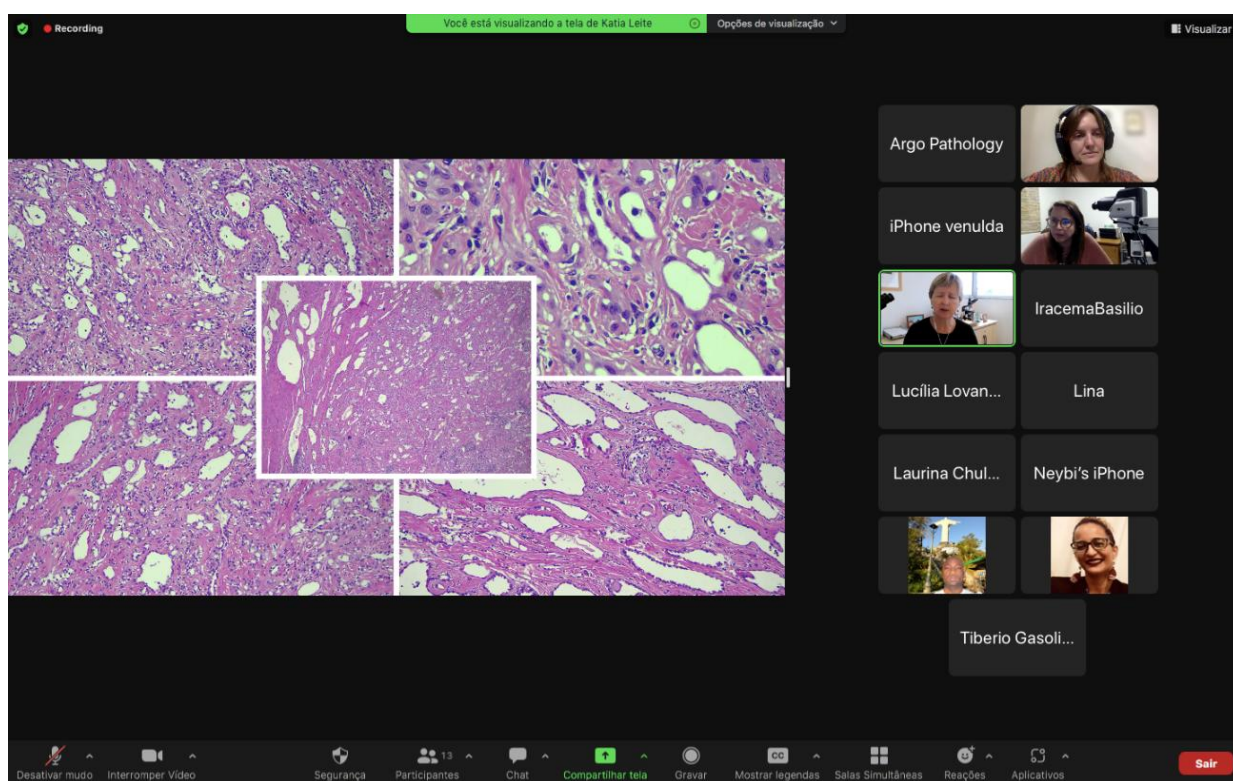 Recording
Você está visualizando a tela de Katia Leite
Opções de visualização
Visualizar
Argo Pathology
iPhone venulda
IracemaBasilio
Lucília Lovan...
Lina
Laurina Chul...
Neybi's iPhone
Tiberio Gasoli...
Desativar mudo
Interromper Vídeo
Segurança
Participantes
13
Chat
Compartilhar tela
Gravar
CC
Mostrar legendas
Salas Simultâneas
Reações
Aplicativos
Sair